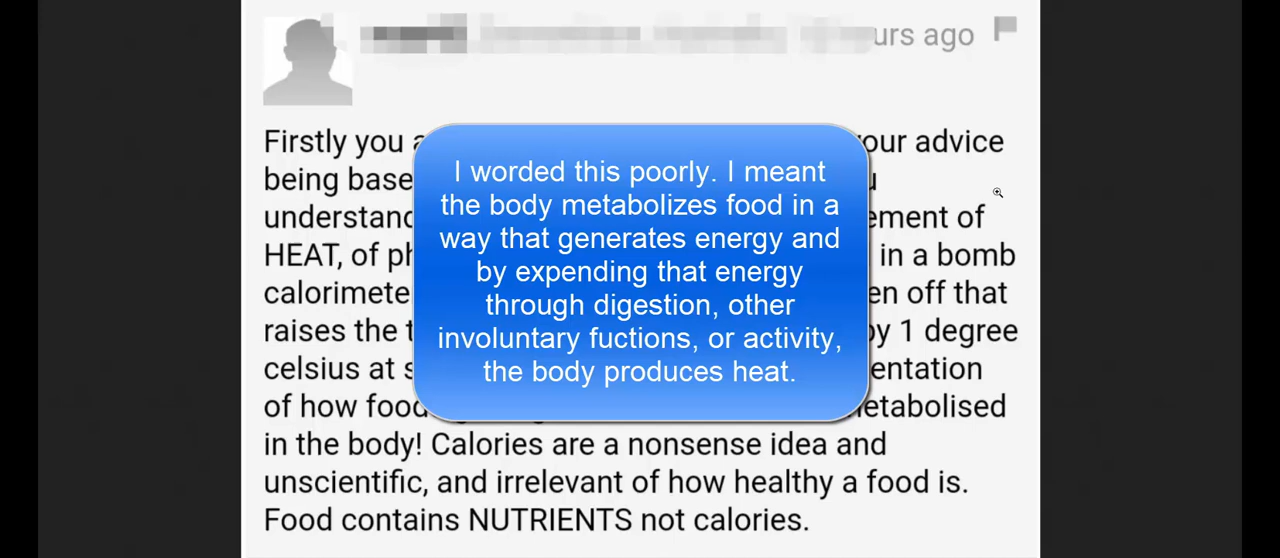 urs ago
Firstly you our advice
being base
understand ement of
HEAT, of in a bomb
calorimete en off that
raises the by 1 degree
celsius at entation
of how food etabolised
in the body! Calories are a nonsense idea and
unscientific, and irrelevant of how healthy a food is.
Food contains NUTRIENTS not calories.
I worded this poorly. I meant
the body metabolizes food in a
way that generates energy and
by expending that energy
through digestion, other
involuntary fuctions, or activity,
the body produces heat.